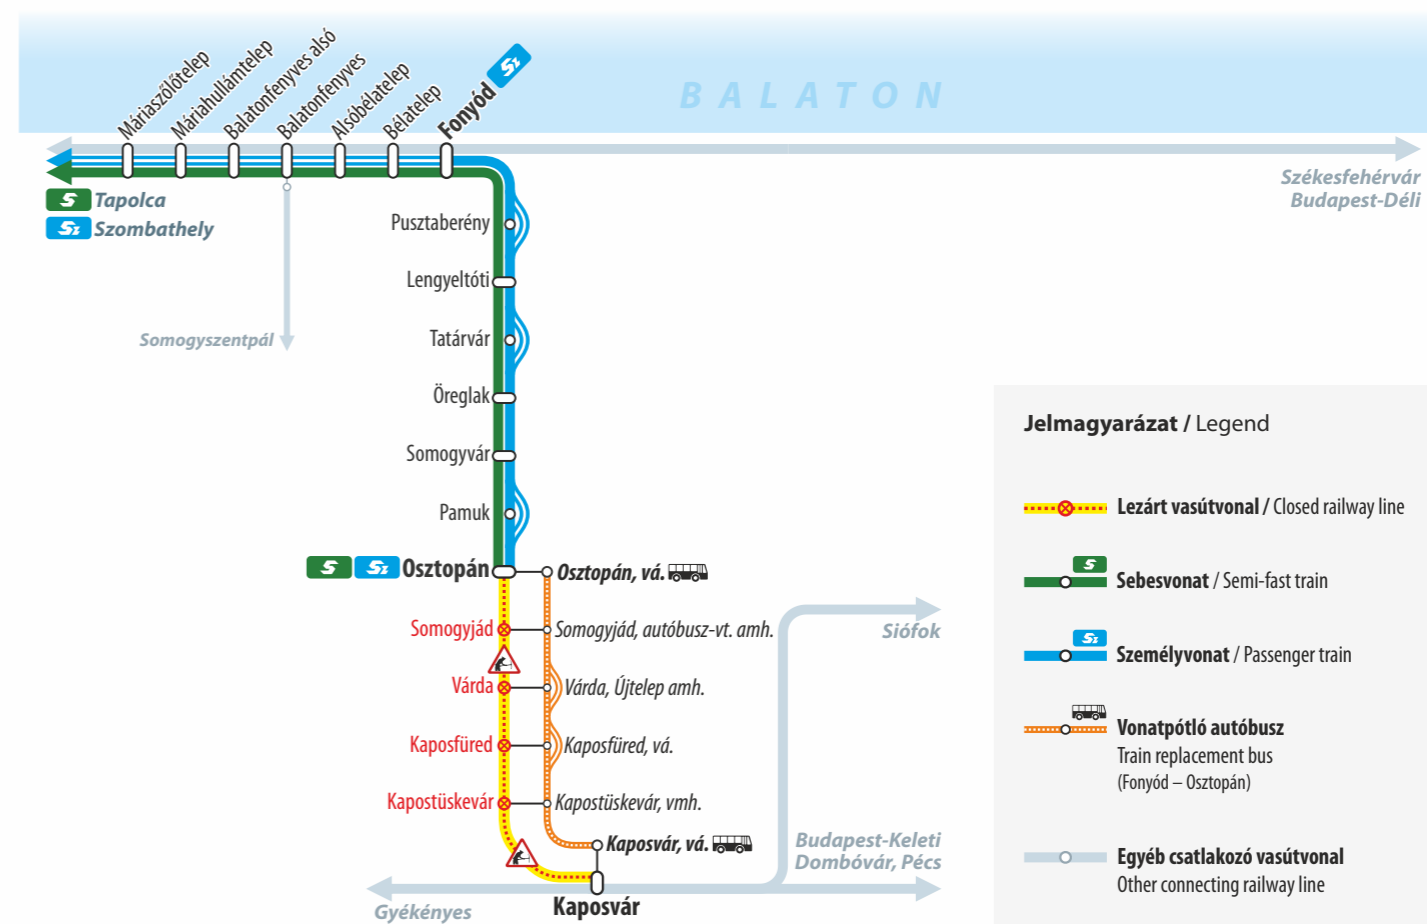 BALATON
Máriaszőlőtelep
Máriahullámtelep
Balatonfenyves alsó
Balatonfenyves
Alsóbélatelep
Bélatelep
Fonyód Sz
Székesfehérvár
Budapest-Déli
S Tapolca
Sz Szombathely
Somogyszentpál
Pusztaberény
Lengyeltóti
Tatárvár
Öreglak
Somogyvár
Pamuk
S Sz Osztopán
Osztopán, vá.
Somogyjád
Somogyjád, autóbusz-vt. amh.
Várda
Várda, Újtelep amh.
Kaposfüred
Kaposfüred, vá.
Kapostüskevár
Kapostüskevár, vmh.
Kaposvár, vá.
Kaposvár
Siófok
Budapest-Keleti
Dombóvár, Pécs
Gyékényes
Jelmagyarázat / Legend
Lezárt vasútvonal / Closed railway line
S
Sebesvonat / Semi-fast train
Sz
Személyvonat / Passenger train
Vonatpótló autóbusz
Train replacement bus
(Fonyód – Osztopán)
Egyéb csatlakozó vasútvonal
Other connecting railway line